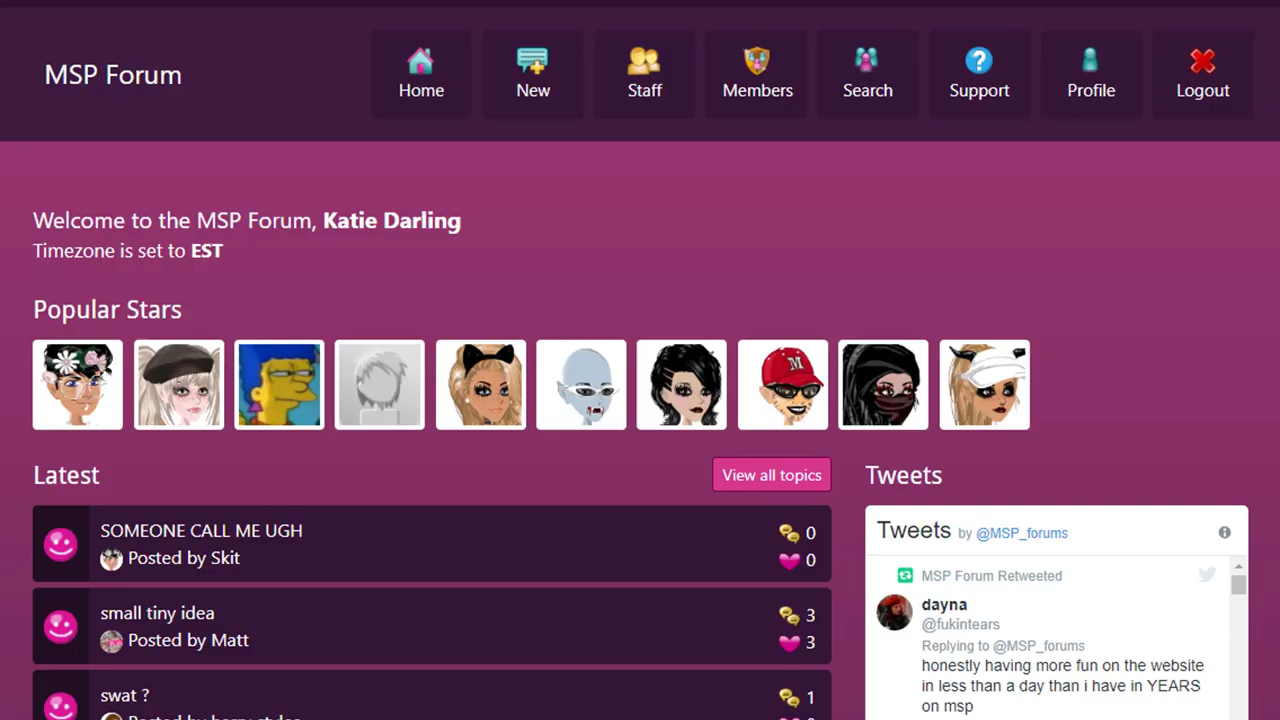 MSP Forum
Home
New
Staff
Members
Search
Support
Profile
Logout
Welcome to the MSP Forum, Katie Darling
Timezone is set to EST
Popular Stars
M
Latest
View all topics
SOMEONE CALL ME UGH
Posted by Skit
0
0
small tiny idea
Posted by Matt
3
3
swat ?
1
Posted by harry styles
Tweets
Tweets by @MSP_forums
MSP Forum Retweeted
dayna
@fukintears
Replying to @MSP_forums
honestly having more fun on the website
in less than a day than i have in YEARS
on msp